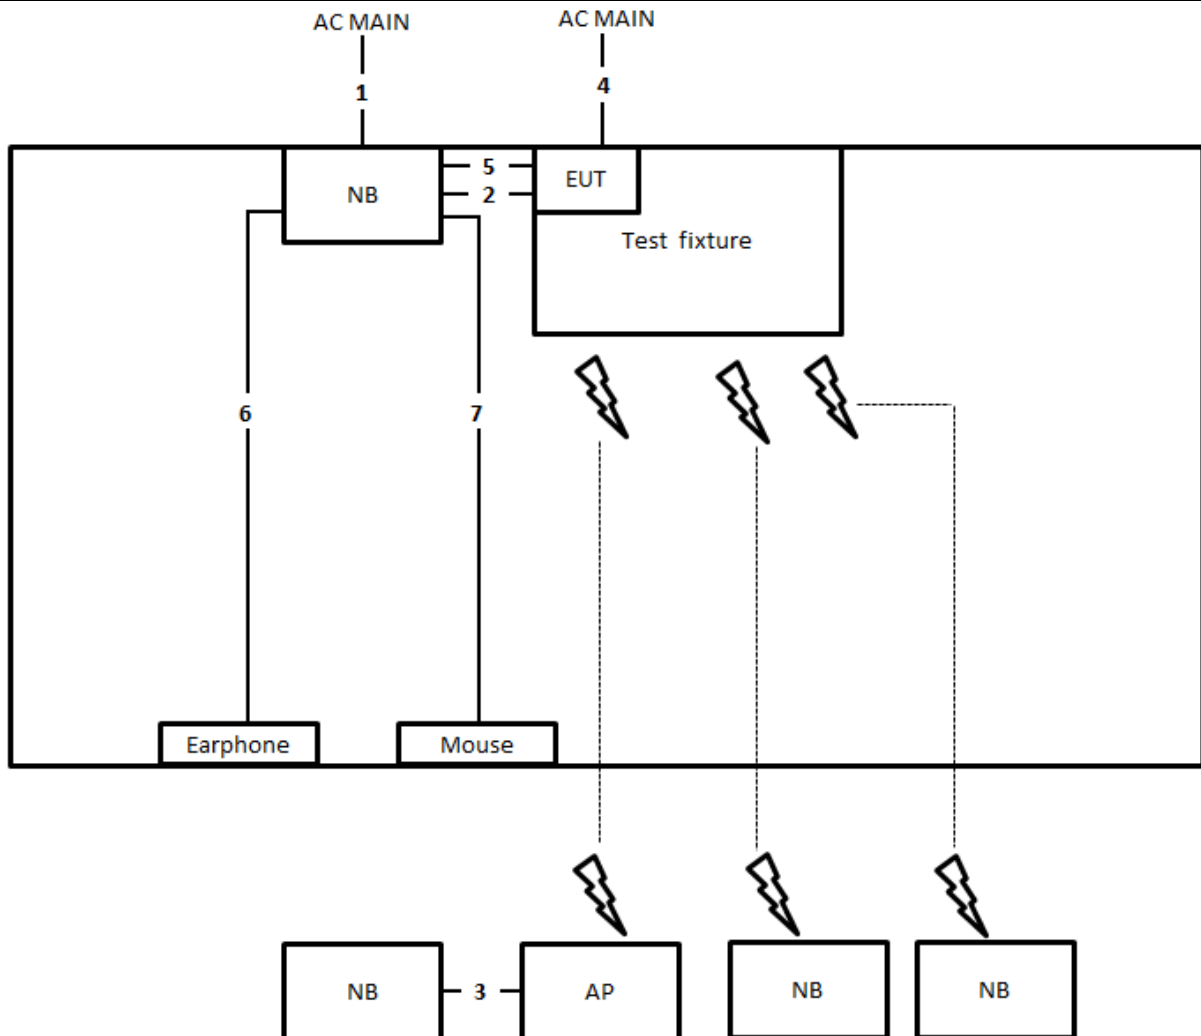 AC MAIN
AC MAIN
1
4
NB
5
2
EUT
Test fixture
6
7
Earphone
Mouse
NB
3
AP
NB
NB